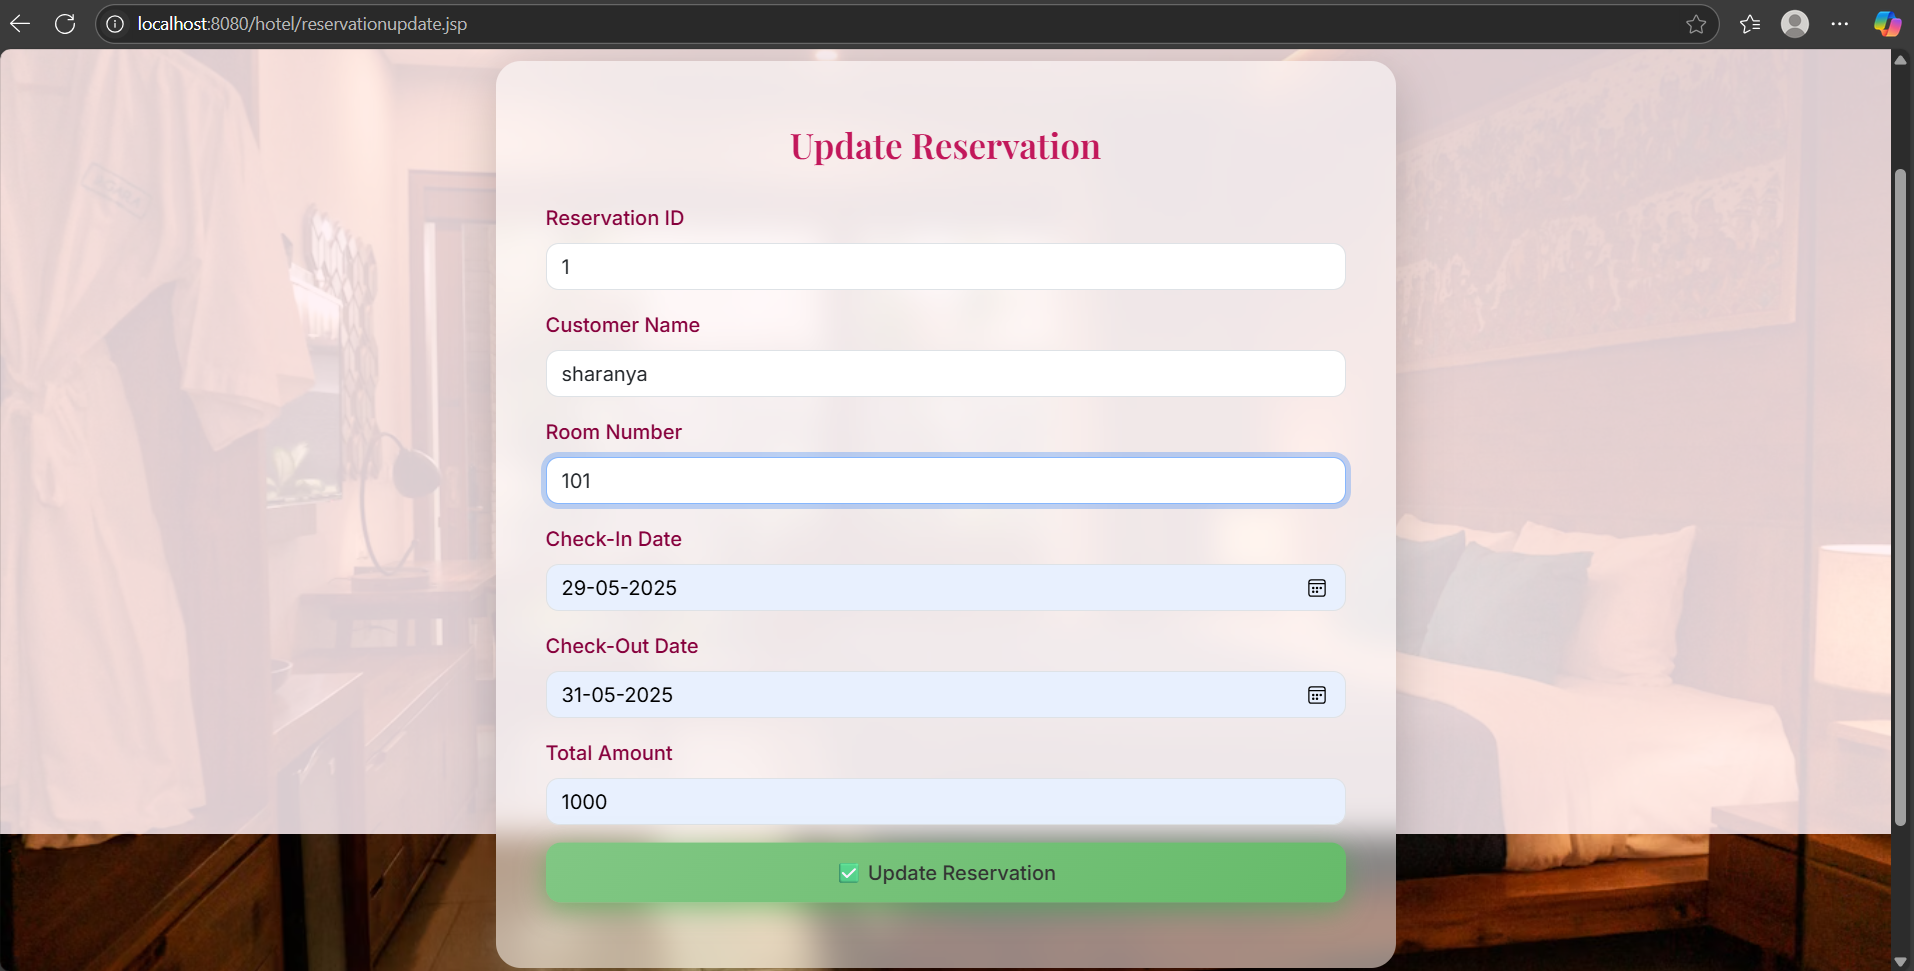 localhost:8080/hotel/reservationupdate.jsp
Update Reservation
Reservation ID
1
Customer Name
sharanya
Room Number
101
Check-In Date
29-05-2025
Check-Out Date
31-05-2025
Total Amount
1000
✅ Update Reservation